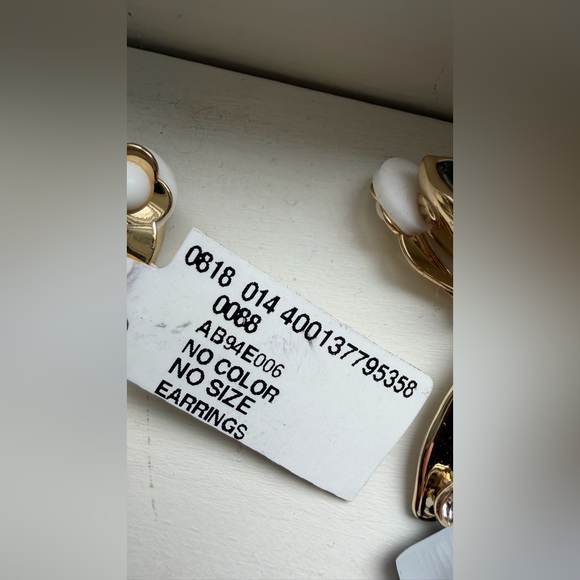 0818 014 400137795358
0088
AB94E006
NO COLOR
NO SIZE
EARRINGS